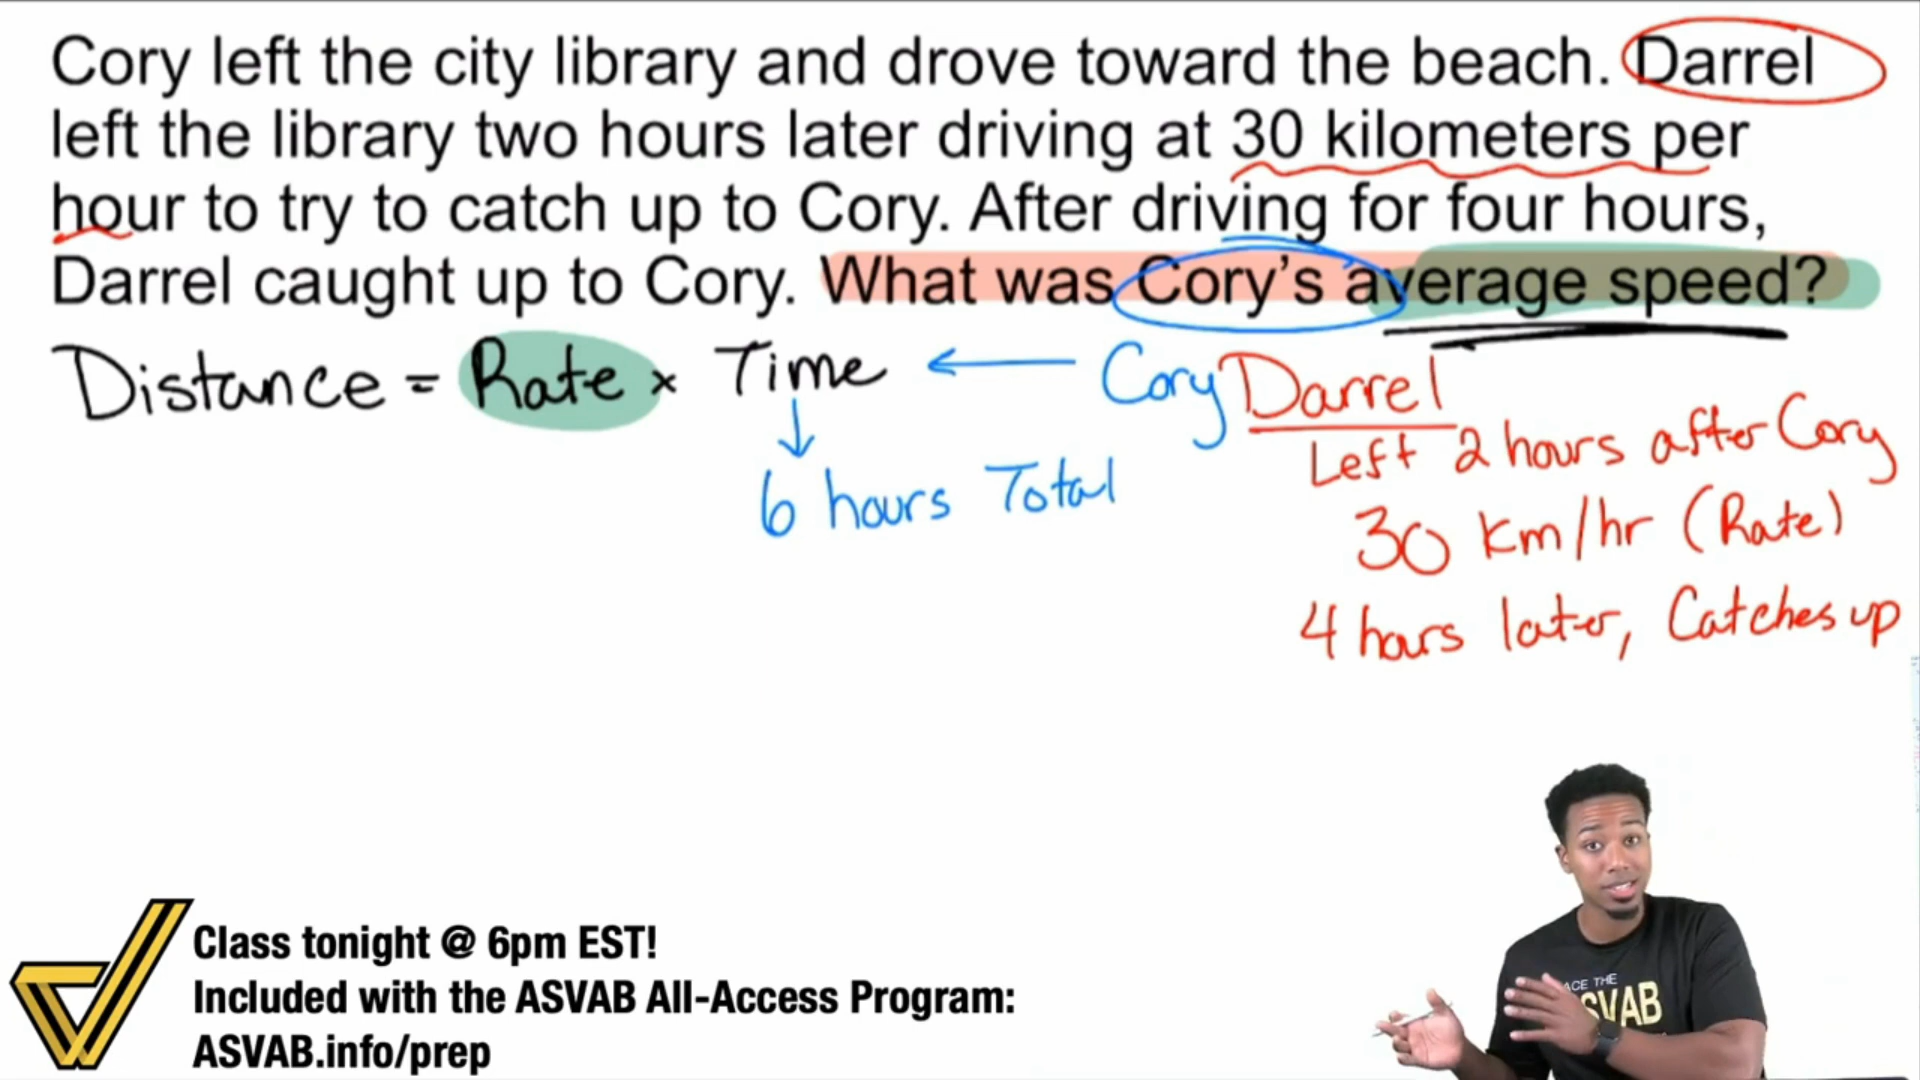 Cory left the city library and drove toward the beach. Darrel
left the library two hours later driving at 30 kilometers per
hour to try to catch up to Cory. After driving for four hours,
Darrel caught up to Cory. What was Cory's average speed?
Distance = Rate × Time ← Cory
6 hours Total
Darrel
Left 2 hours after Cory
30 km/hr (Rate)
4 hours later, Catches up
ACE THE
SVAB
Class tonight @ 6pm EST!
Included with the ASVAB All-Access Program:
ASVAB.info/prep